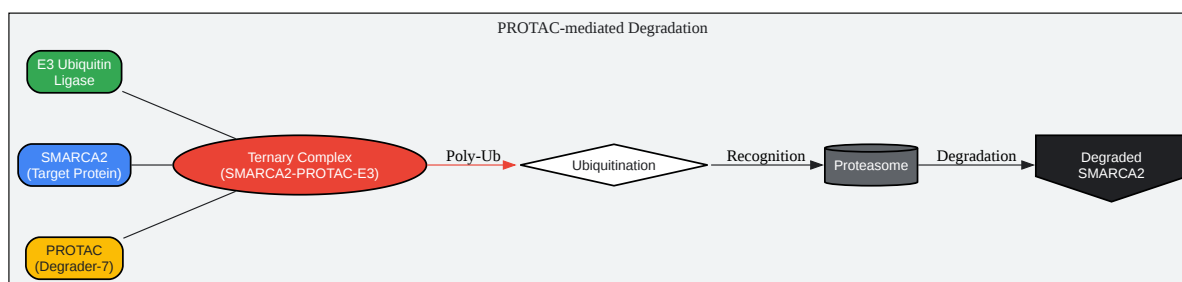 PROTAC-mediated Degradation
E3 Ubiquitin
Ligase
SMARCA2
(Target Protein)
PROTAC
(Degrader-7)
Ternary Complex
(SMARCA2-PROTAC-E3)
Poly-Ub
Ubiquitination
Recognition
Proteasome
Degradation
Degraded
SMARCA2